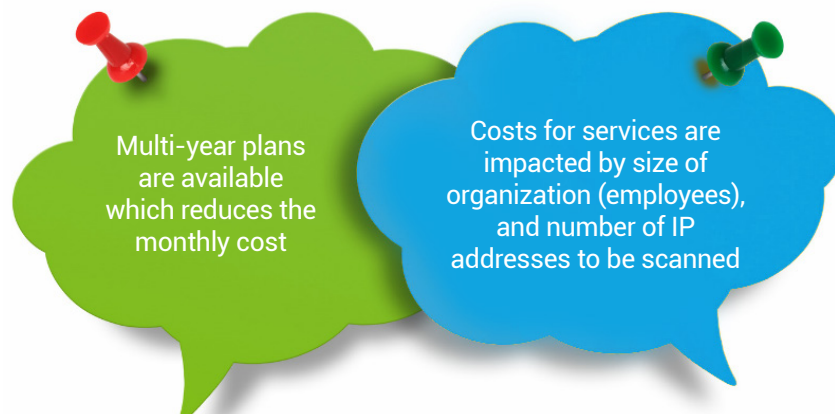 Multi-year plans
are available
which reduces the
monthly cost
Costs for services are
impacted by size of
organization (employees),
and number of IP
addresses to be scanned